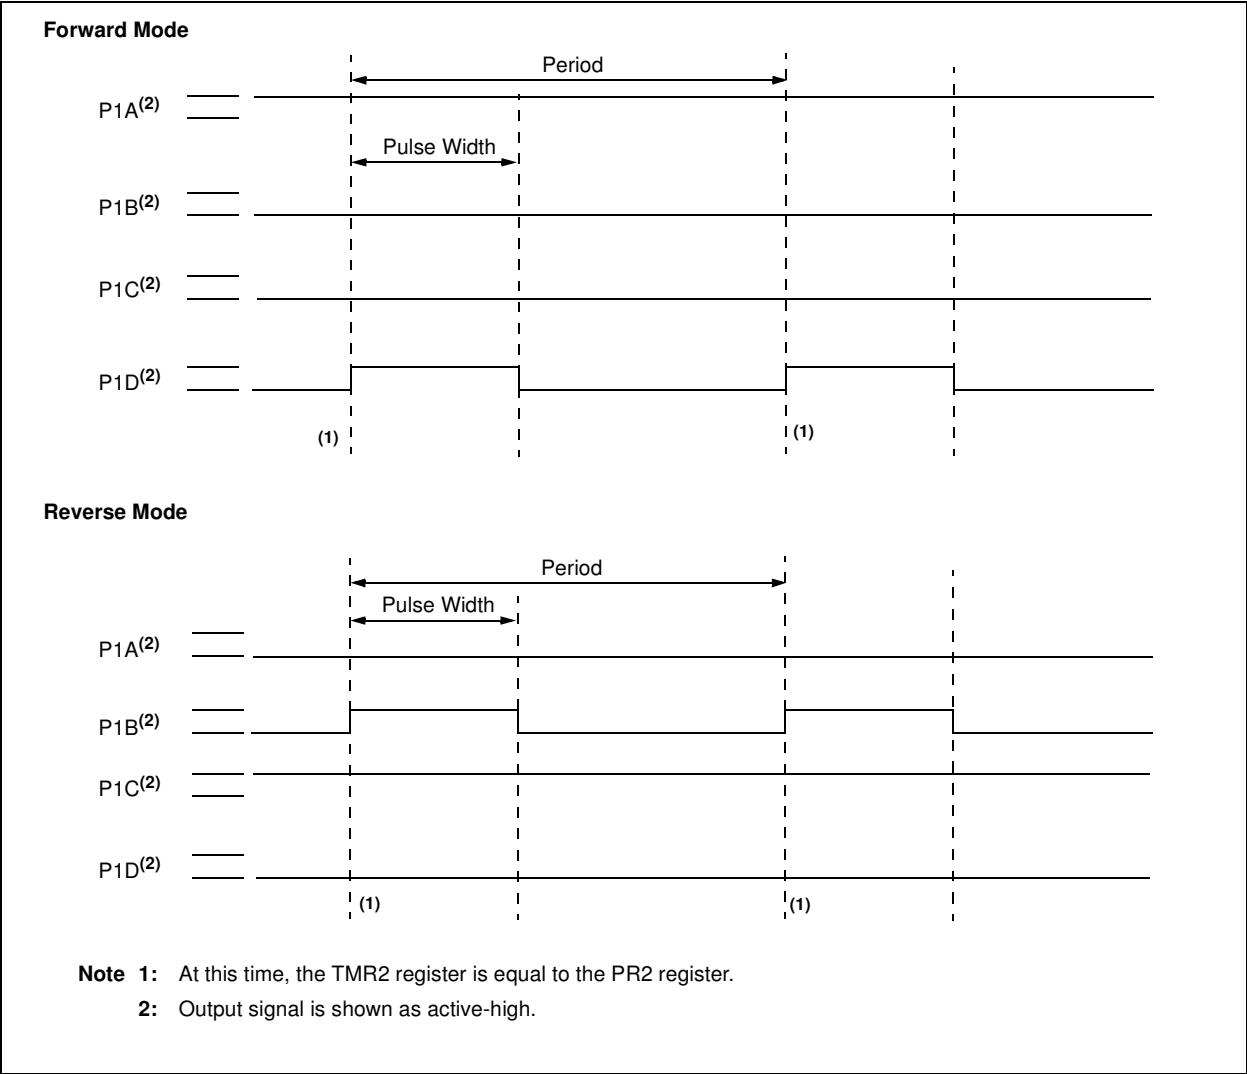 Forward Mode
Period
P1A(2)
Pulse Width
P1B(2)
P1C(2)
P1D(2)
(1)
(1)
Reverse Mode
Period
Pulse Width
P1A(2)
P1B(2)
P1C(2)
P1D(2)
(1)
(1)
Note 1: At this time, the TMR2 register is equal to the PR2 register.
2: Output signal is shown as active-high.